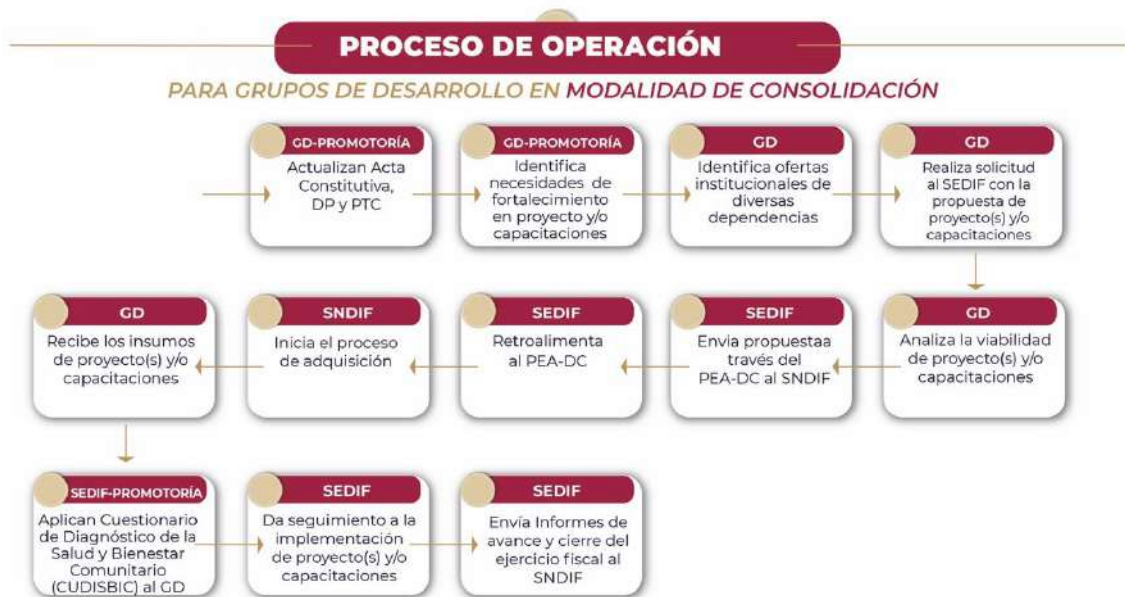 PROCESO DE OPERACIÓN
PARA GRUPOS DE DESARROLLO EN MODALIDAD DE CONSOLIDACIÓN
GD-PROMOTORÍA
Actualizan Acta
Constitutiva,
DP y PTC
GD-PROMOTORÍA
Identifica
necesidades de
fortalecimiento
en proyecto y/o
capacitaciones
GD
Identifica ofertas
institucionales de
diversas
dependencias
GD
Realiza solicitud
al SEDIF con la
propuesta de
proyecto(s) y/o
capacitaciones
GD
Analiza la viabilidad
de proyecto(s) y/o
capacitaciones
SEDIF
Envia propuestaa
través del
PEA-DC al SNDIF
SEDIF
Retroalimenta
al PEA-DC
SNDIF
Inicia el proceso
de adquisición
GD
Recibe los insumos
de proyecto(s) y/o
capacitaciones
SEDIF-PROMOTORÍA
Aplican Cuestionario
de Diagnóstico de la
Salud y Bienestar
Comunitario
(CUDISBIC) al GD
SEDIF
Da seguimiento a la
implementación
de proyecto(s) y/o
capacitaciones
SEDIF
Envía Informes de
avance y cierre del
ejercicio fiscal al
SNDIF